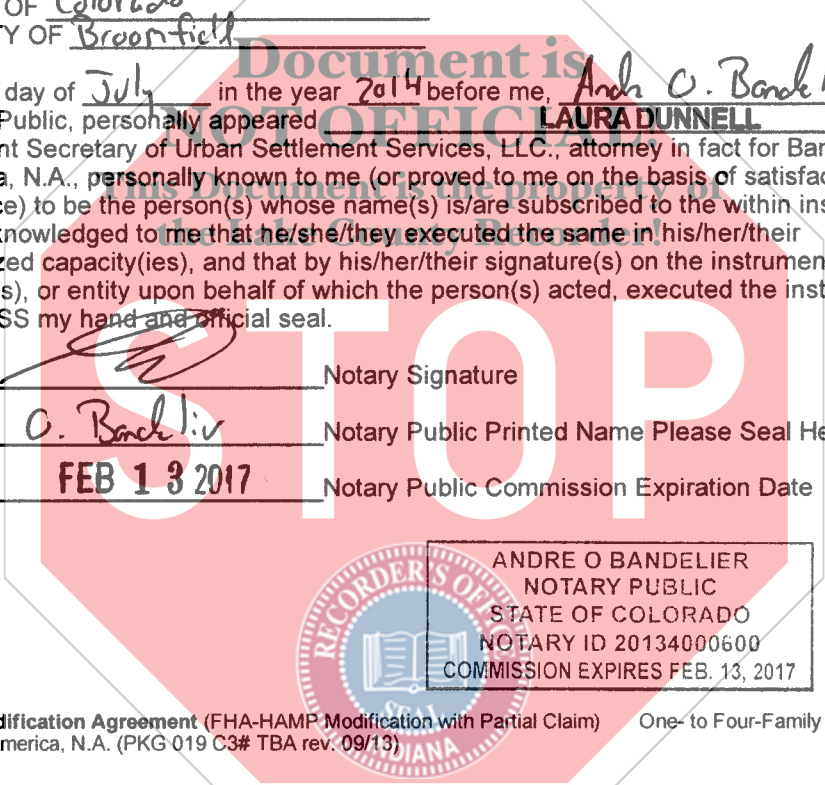 OF Colorado
TY OF Broomfield
Document is
day of July in the year 2014 before me, Andr O. Band
NOT OFFICIAL!
Public, personally appeared LAURA DUNNELL
nt Secretary of Urban Settlement Services, LLC., attorney in fact for Ban
a, N.A., personally known to me (or proved to me on the basis of satisfac
This Document is the property of
ce) to be the person(s) whose name(s) is/are subscribed to the within ins
the Lake County Recorder!
knowledged to me that he/she/they executed the same in his/her/their
zed capacity(ies), and that by his/her/their signature(s) on the instrumen
s), or entity upon behalf of which the person(s) acted, executed the inst
SS my hand and official seal.
STOP
Notary Signature
O. Bandliv Notary Public Printed Name Please Seal He
FEB 13 2017 Notary Public Commission Expiration Date
ANDRE O BANDELIER
NOTARY PUBLIC
STATE OF COLORADO
NOTARY ID 20134000600
COMMISSION EXPIRES FEB. 13, 2017
RECORDER'S OFFICE
SEAL
INDIANA
dification Agreement (FHA-HAMP Modification with Partial Claim) One- to Four-Family
merica, N.A. (PKG 019 C3# TBA rev. 09/13)